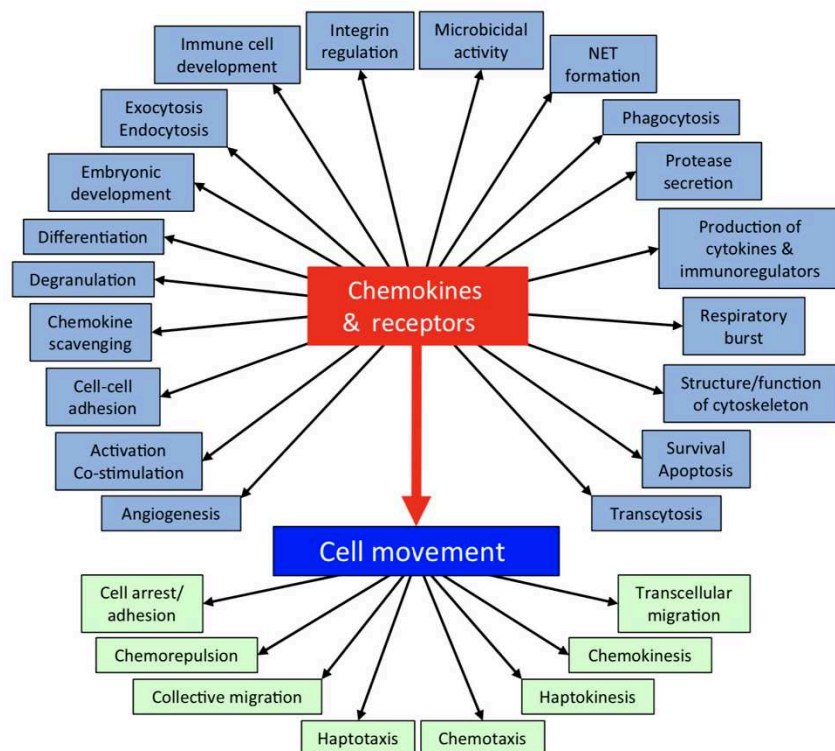 Immune cell
development
Integrin
regulation
Microbicidal
activity
NET
formation
Exocytosis
Endocytosis
Phagocytosis
Embryonic
development
Protease
secretion
Differentiation
Production of
cytokines &
immunoregulators
Degranulation
Chemokines
& receptors
Chemokine
scavenging
Respiratory
burst
Cell-cell
adhesion
Structure/function
of cytoskeleton
Activation
Co-stimulation
Survival
Apoptosis
Angiogenesis
Transcytosis
Cell movement
Cell arrest/
adhesion
Transcellular
migration
Chemorepulsion
Chemokinesis
Collective migration
Haptokinesis
Haptotaxis
Chemotaxis